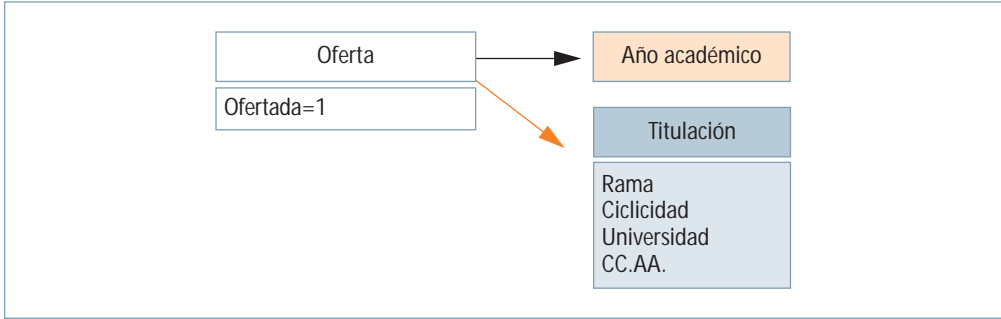 Oferta
Año académico
Ofertada=1
Titulación
Rama
Ciclicidad
Universidad
CC.AA.